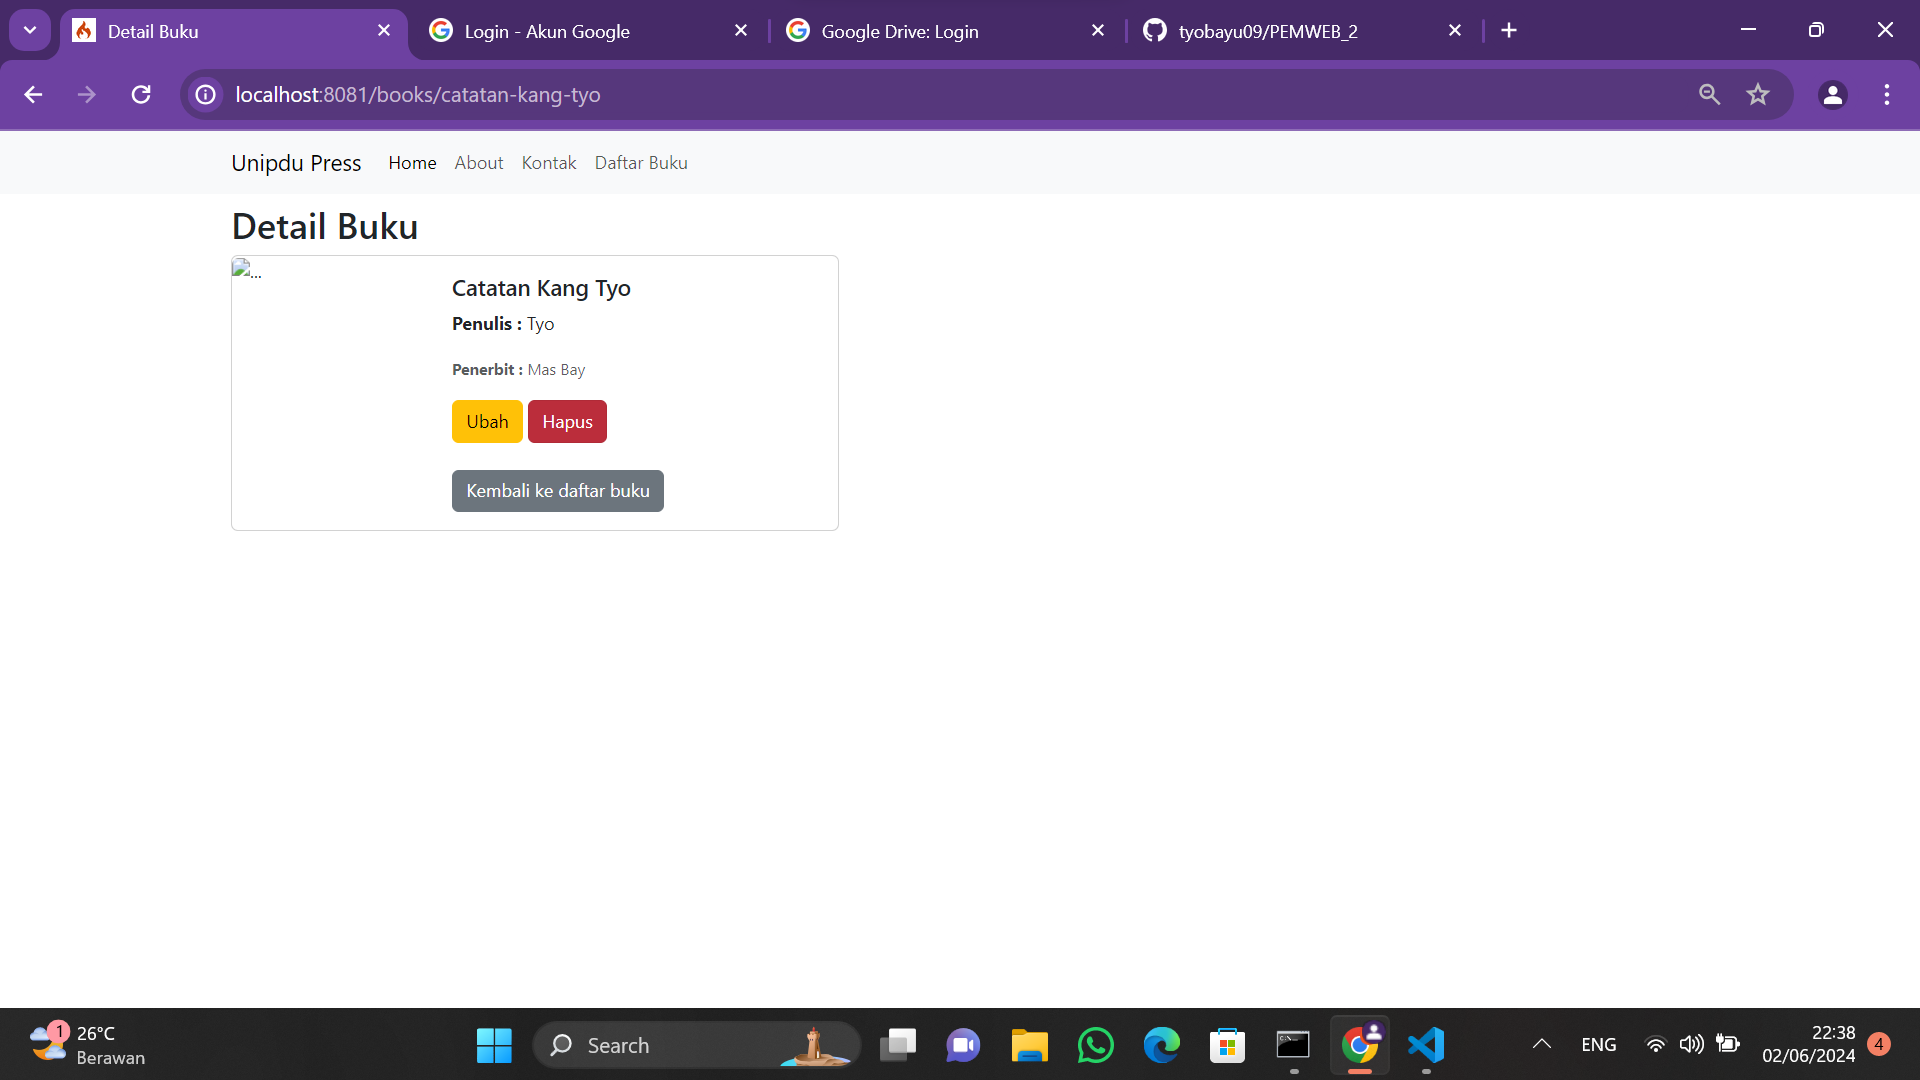 Detail Buku
Login - Akun Google
Google Drive: Login
tyobayu09/PEMWEB_2
localhost:8081/books/catatan-kang-tyo
Unipdu Press Home About Kontak Daftar Buku
Detail Buku
...
Catatan Kang Tyo
Penulis : Tyo
Penerbit : Mas Bay
Ubah Hapus
Kembali ke daftar buku
1
26°C
Berawan
Search
ENG
22:38
02/06/2024
4